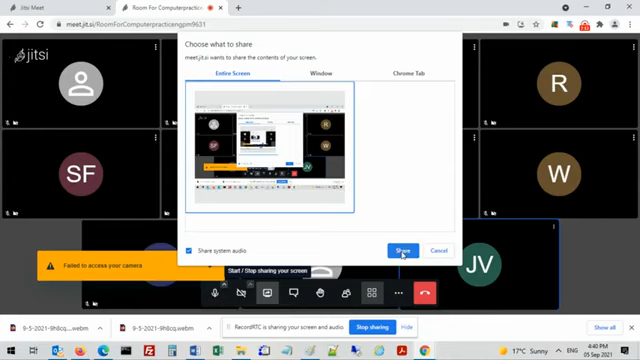 Jitsi Meet
Room For Computerpractice
meet.jit.si/RoomForComputerpracticengpm9631
jitsi
Choose what to share
meet.jit.si wants to share the contents of your screen.
Entire Screen
Window
Chrome Tab
R
SF
W
Share system audio
Share
Cancel
Failed to access your camera
Start / Stop sharing your screen
JV
9-5-2021-9h8cq....webm
9-5-2021-9h8cq....webm
RecordRTC is sharing your screen and audio.
Stop sharing
Hide
Show all
17°C Sunny
4:40 PM
05 Sep 2021